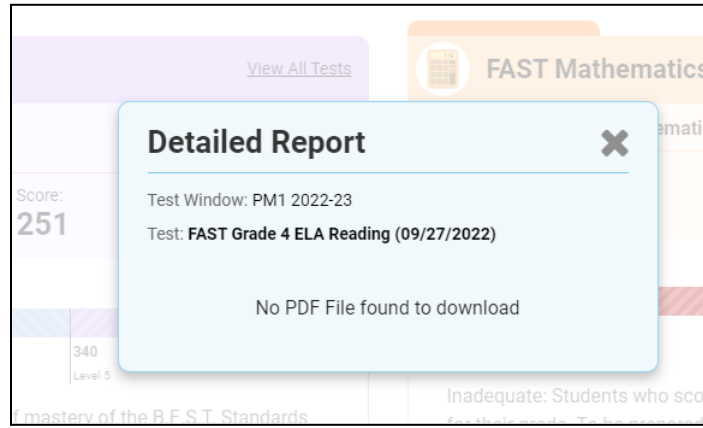 View All Tests
FAST Mathematics
Detailed Report
Score:
251
Test Window: PM1 2022-23
Test: FAST Grade 4 ELA Reading (09/27/2022)
No PDF File found to download
340
Level 5
Inadequate: Students who
of mastery of the B.E.S.T. Standards
for their grade. To be prepared